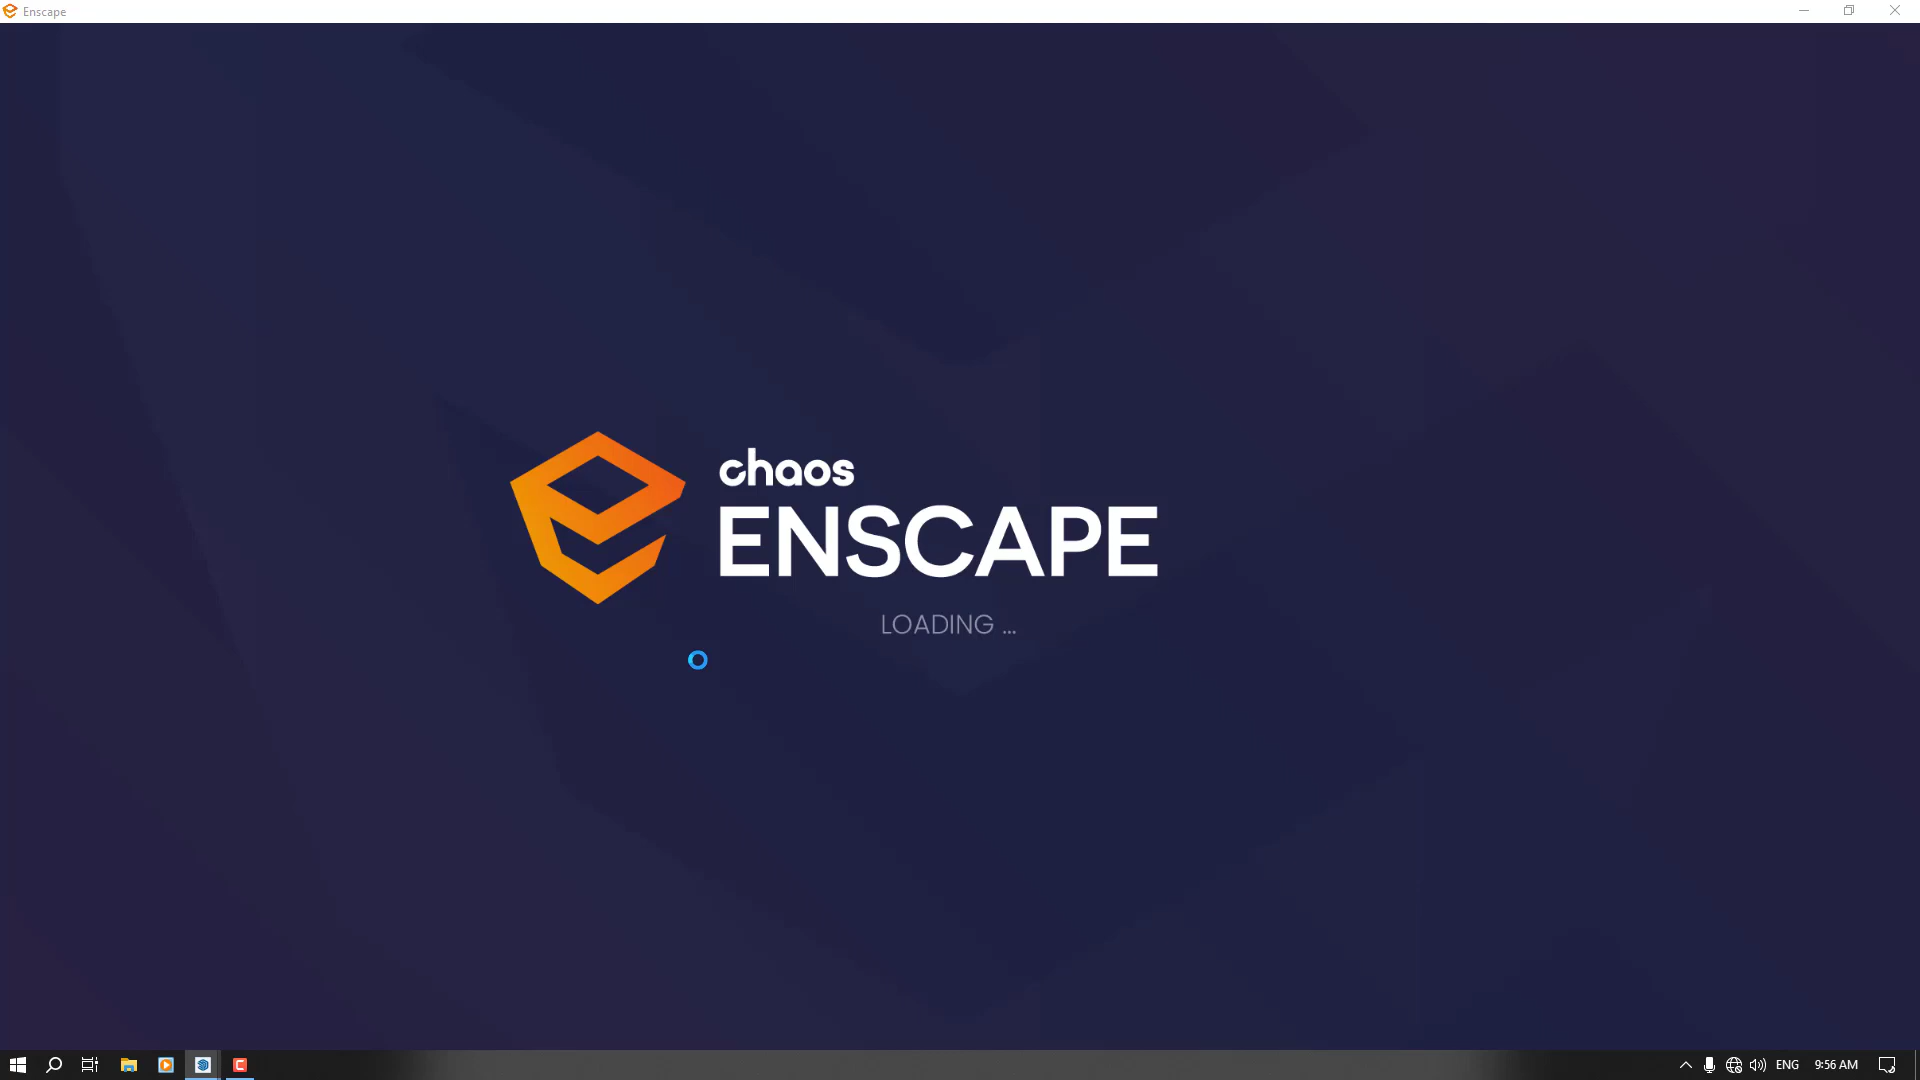 Enscape
chaos
ENSCAPE
LOADING ...
C
ENG
9:56 AM